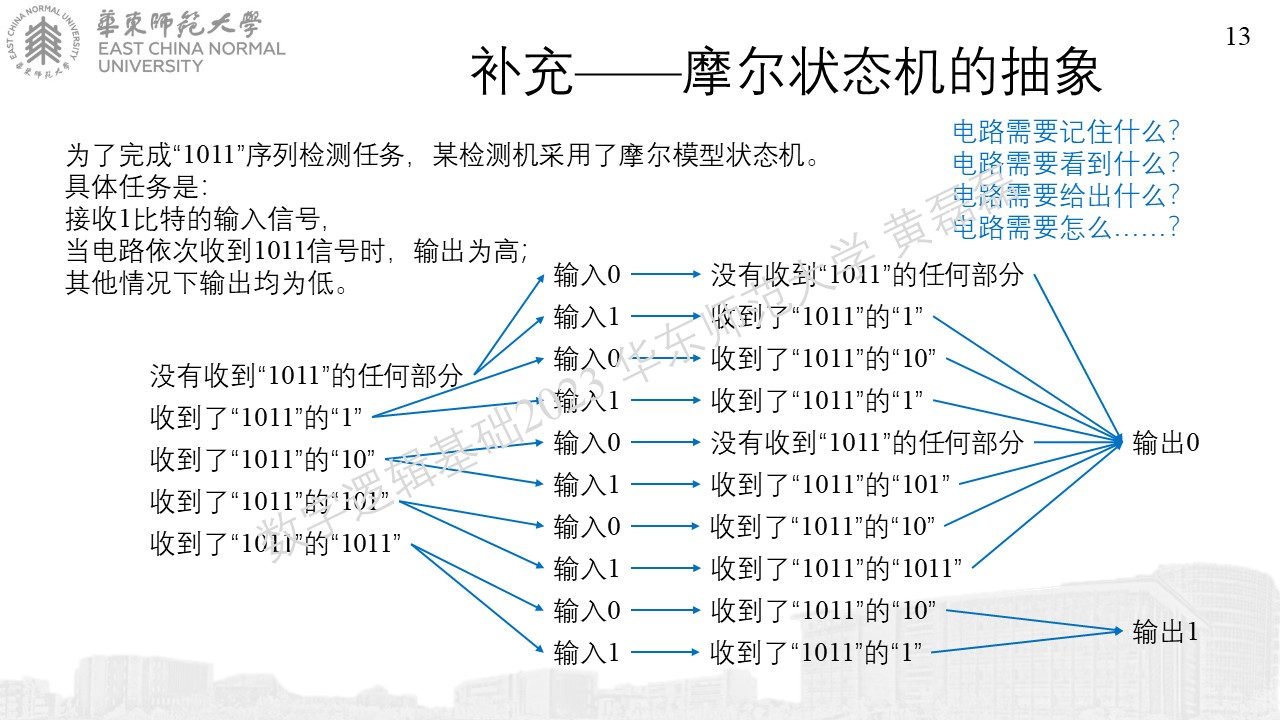 華東師範大學
EAST CHINA NORMAL
UNIVERSITY
EAST CHINA NORMAL UNIVERSITY
華東师范大学
13
补充——摩尔状态机的抽象
为了完成“1011”序列检测任务，某检测机采用了摩尔模型状态机。
具体任务是：
接收1比特的输入信号，
当电路依次收到1011信号时，输出为高；
其他情况下输出均为低。
电路需要记住什么？
电路需要看到什么？
电路需要给出什么？
电路需要怎么……？
没有收到“1011”的任何部分
收到了“1011”的“1”
收到了“1011”的“10”
收到了“1011”的“101”
收到了“1011”的“1011”
输入0 没有收到“1011”的任何部分
输入1 收到了“1011”的“1”
输入0 收到了“1011”的“10”
输入1 收到了“1011”的“1”
输入0 没有收到“1011”的任何部分
输入1 收到了“1011”的“101”
输入0 收到了“1011”的“10”
输入1 收到了“1011”的“1011”
输入0 收到了“1011”的“10”
输入1 收到了“1011”的“1”
输出0
输出1
数字逻辑基础2023 华东师范大学 黄磊磊